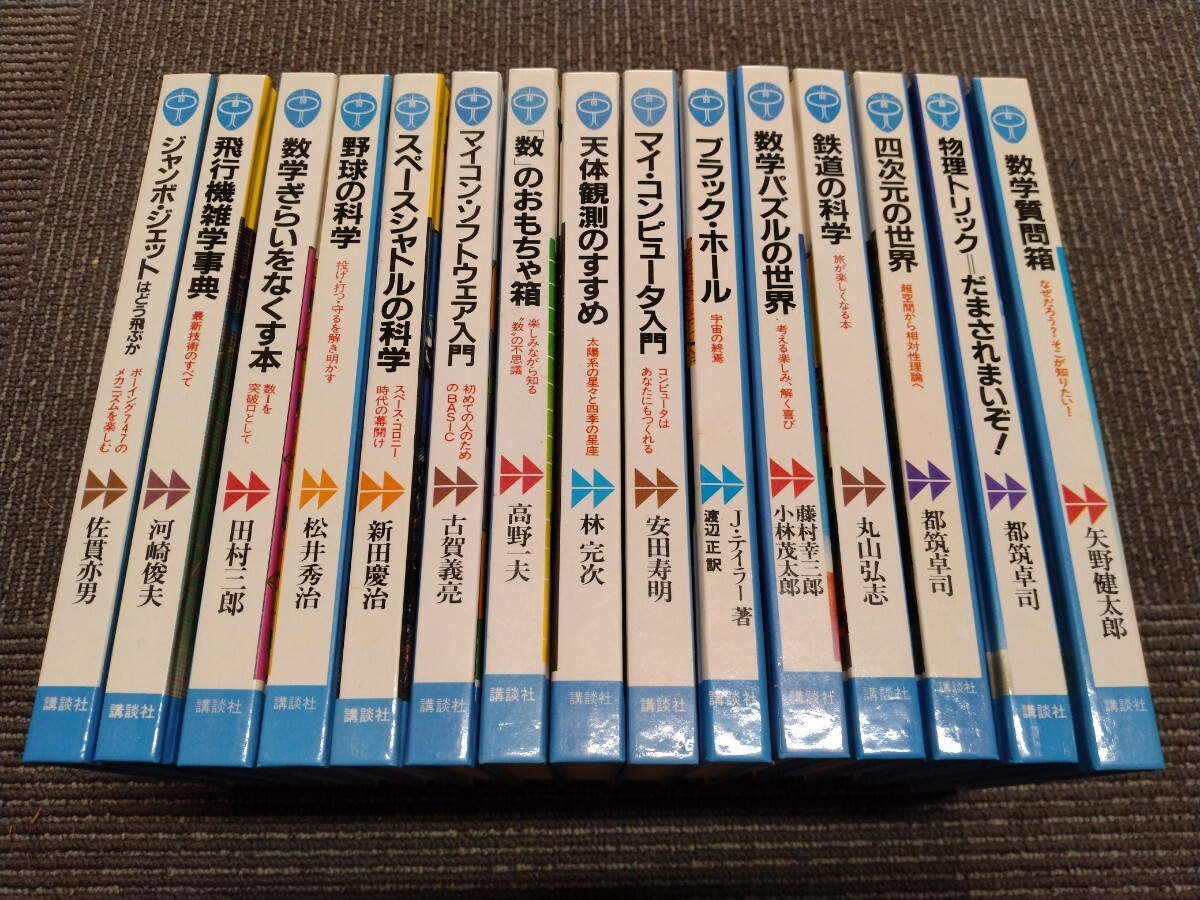 ジャンボ・ジェットはどう飛ぶか
ボーイング747の
メカニズムを楽しむ
佐貫亦男
講談社
飛行機雑学事典
最新技術のすべて
河崎俊夫
講談社
数学ぎらいをなくす本
数Iを
突破口として
田村三郎
講談社
野球の科学
投げ・打つ・守るを解き明かす
松井秀治
講談社
スペースシャトルの科学
スペース・コロニー
時代の幕開け
新田慶治
講談社
マイコン・ソフトウェア入門
初めての人のため
のBASIC
古賀義亮
講談社
「数」のおもちゃ箱
楽しみながら知る
“数”の不思議
高野一夫
講談社
天体観測のすすめ
太陽系の星々と四季の星座
林 完次
講談社
マイ・コンピュータ入門
コンピュータは
あなたにもつくれる
安田寿明
講談社
ブラック・ホール
宇宙の終焉
J・テイラー 著
渡辺 正 訳
講談社
数学パズルの世界
考える楽しみ、解く喜び
藤村幸三郎
小林茂太郎
講談社
鉄道の科学
旅が楽しくなる本
丸山弘志
講談社
四次元の世界
超空間から相対性理論へ
都筑卓司
講談社
物理トリック=だまされまいぞ!
都筑卓司
講談社
数学質問箱
なぜだろう?そこが知りたい!
矢野健太郎
講談社